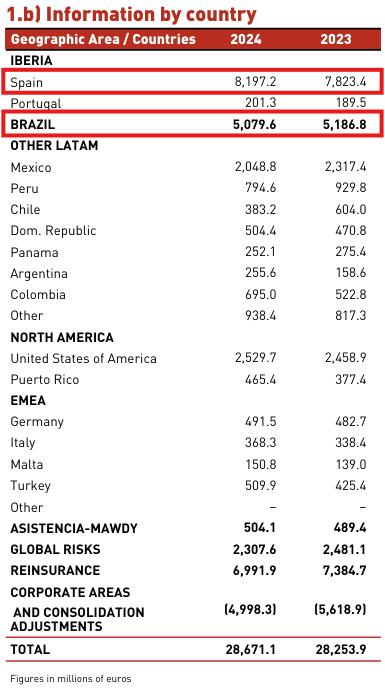 1.b) Information by country
Geographic Area / Countries 2024 2023
IBERIA
Spain 8,197.2 7,823.4
Portugal 201.3 189.5
BRAZIL 5,079.6 5,186.8
OTHER LATAM
Mexico 2,048.8 2,317.4
Peru 794.6 929.8
Chile 383.2 604.0
Dom. Republic 504.4 470.8
Panama 252.1 275.4
Argentina 255.6 158.6
Colombia 695.0 522.8
Other 938.4 817.3
NORTH AMERICA
United States of America 2,529.7 2,458.9
Puerto Rico 465.4 377.4
EMEA
Germany 491.5 482.7
Italy 368.3 338.4
Malta 150.8 139.0
Turkey 509.9 425.4
Other – –
ASISTENCIA-MAWDY 504.1 489.4
GLOBAL RISKS 2,307.6 2,481.1
REINSURANCE 6,991.9 7,384.7
CORPORATE AREAS
AND CONSOLIDATION (4,998.3) (5,618.9)
ADJUSTMENTS
TOTAL 28,671.1 28,253.9
Figures in millions of euros